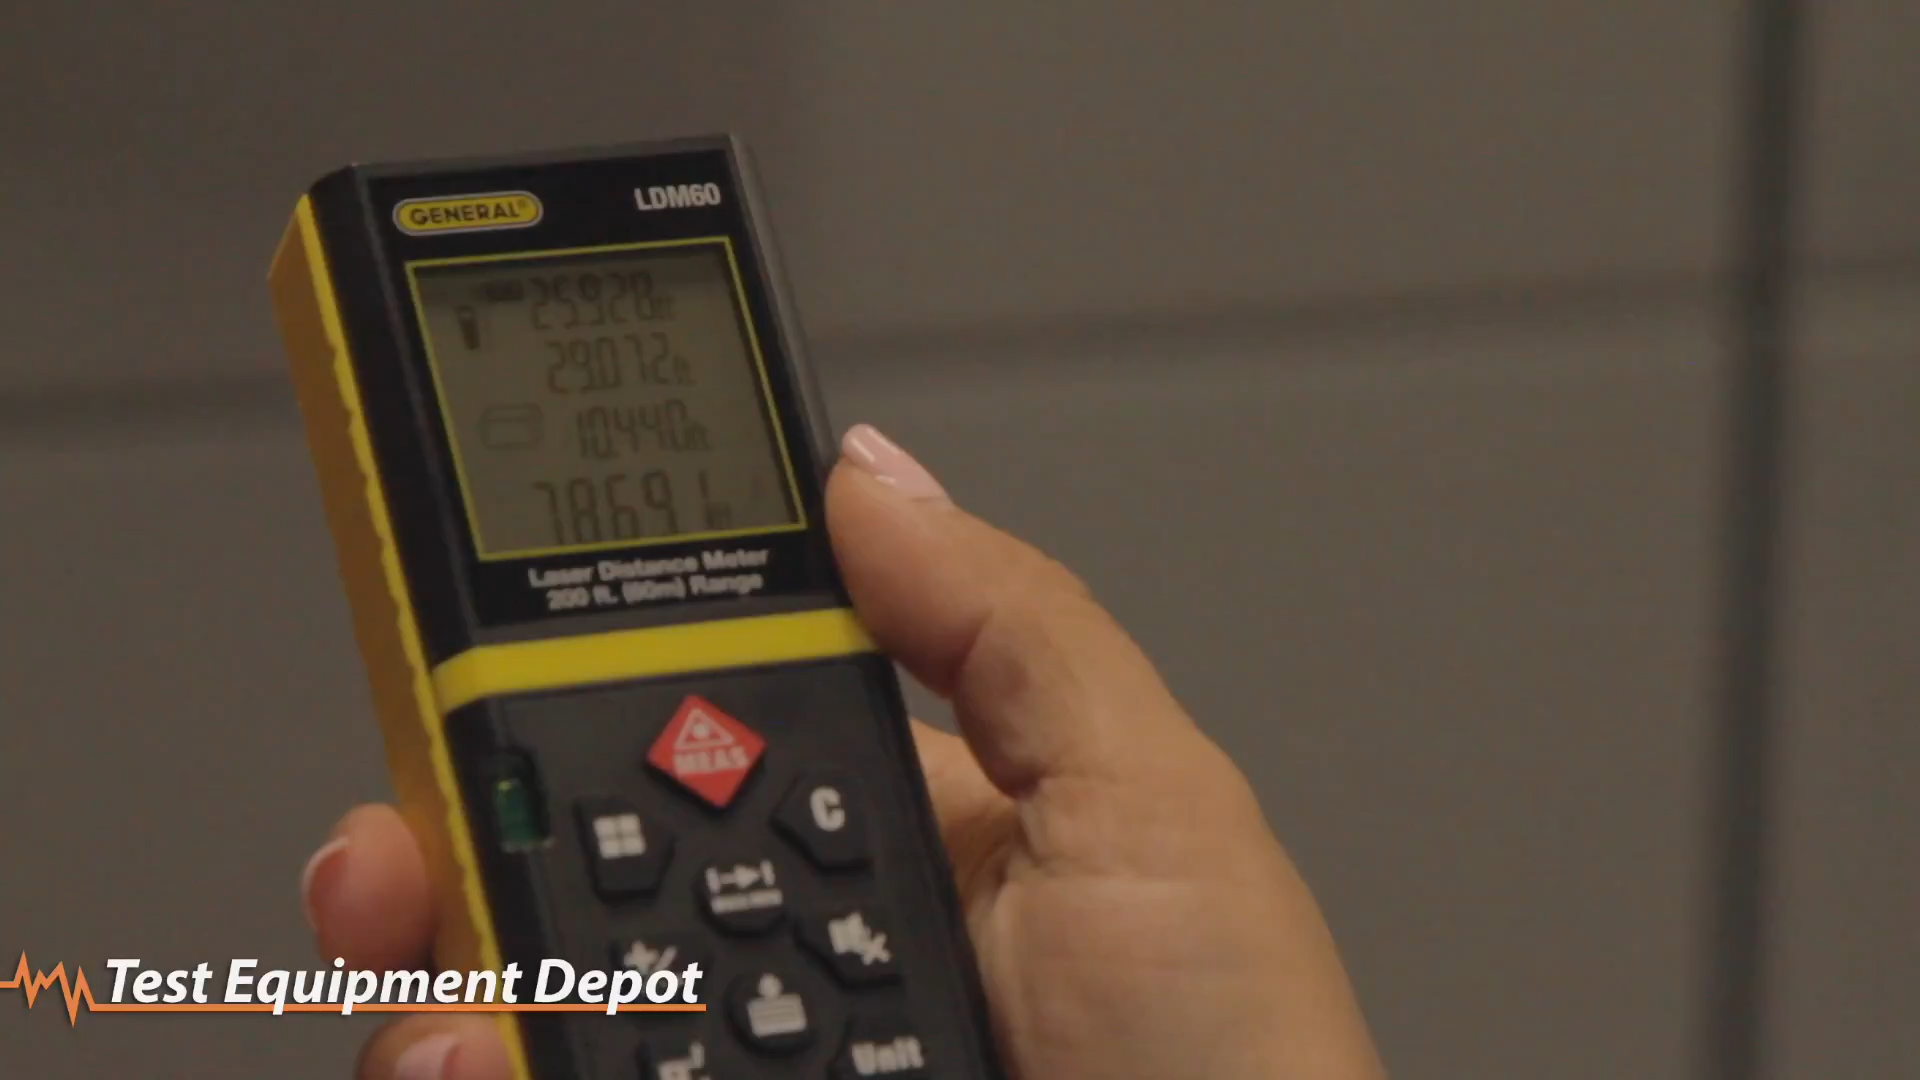 GENERAL®
LDM60
25.928ft
29.072ft
10.440ft
Laser Distance Meter
200 ft. (60m) Range
MEAS
C
Unit
Test Equipment Depot